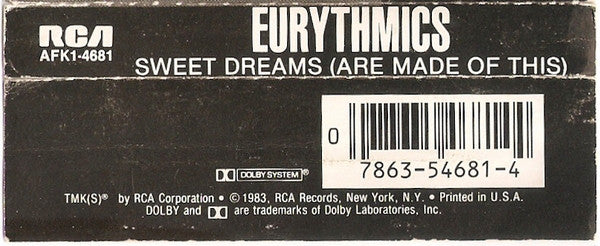 RCA
AFK1-4681
EURYTHMICS
SWEET DREAMS (ARE MADE OF THIS)
0
7863-54681-4
DOLBY SYSTEM®
TMK(S)® by RCA Corporation • © 1983, RCA Records, New York, N.Y. • Printed in U.S.A.
DOLBY and are trademarks of Dolby Laboratories, Inc.